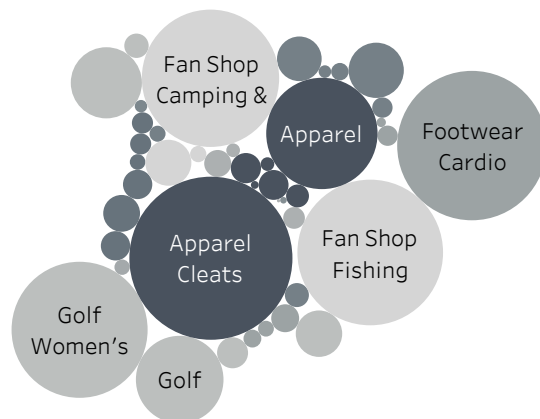 Fan Shop
Camping &
Apparel
Footwear
Cardio
Apparel
Cleats
Fan Shop
Fishing
Golf
Women's
Golf